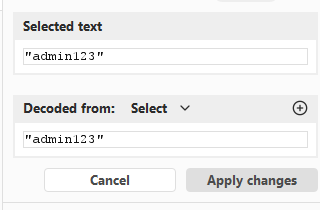 Selected text
"admin123"
Decoded from: Select
"admin123"
Cancel Apply changes